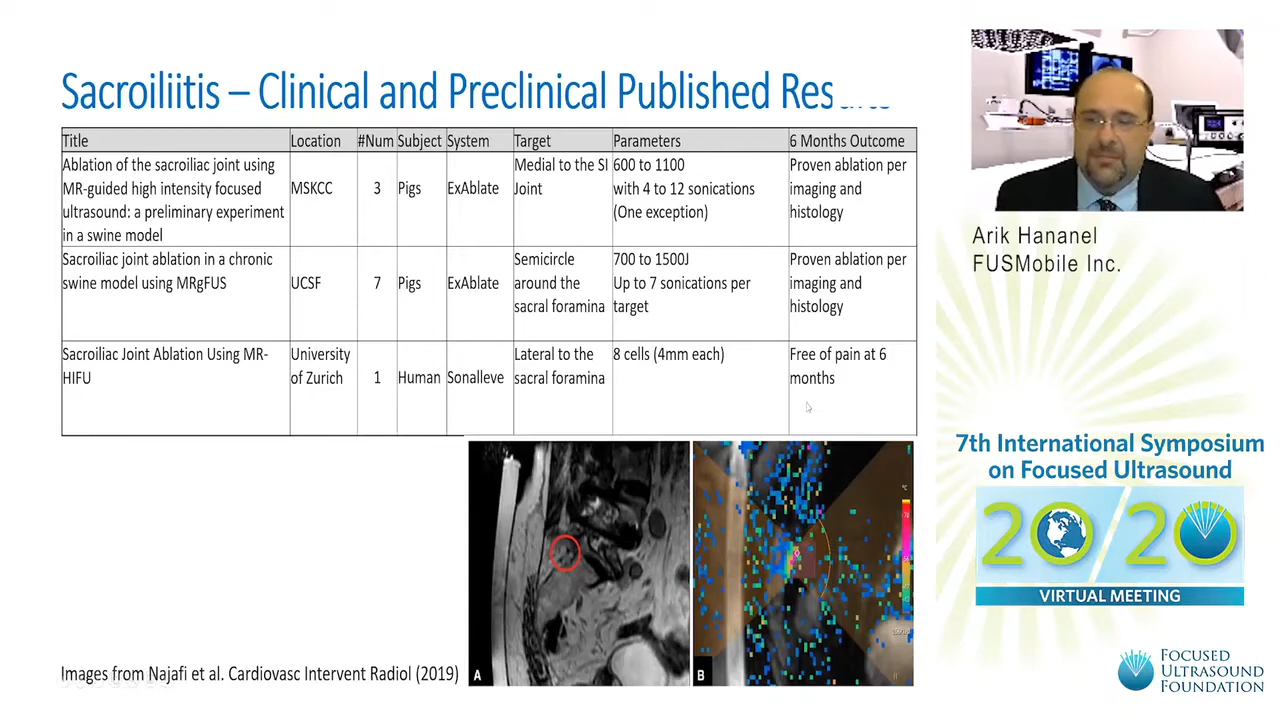 Sacroiliitis – Clinical and Preclinical Published Results
Title Location #Num Subject System Target Parameters 6 Months Outcome
Ablation of the sacroiliac joint using
MR-guided high intensity focused
ultrasound: a preliminary experiment
in a swine model
MSKCC
3
Pigs
ExAblate
Medial to the SI
Joint
600 to 1100
with 4 to 12 sonications
(One exception)
Proven ablation per
imaging and
histology
Sacroiliac joint ablation in a chronic
swine model using MRgFUS
UCSF
7
Pigs
ExAblate
Semicircle
around the
sacral foramina
700 to 1500J
Up to 7 sonications per
target
Proven ablation per
imaging and
histology
Sacroiliac Joint Ablation Using MR-
HIFU
University
of Zurich
1
Human
Sonalleve
Lateral to the
sacral foramina
8 cells (4mm each)
Free of pain at 6
months
A
B
°C
Images from Najafi et al. Cardiovasc Intervent Radiol (2019)
Arik Hananel
FUSMobile Inc.
7th International Symposium
on Focused Ultrasound
20/20
VIRTUAL MEETING
FOCUSED
ULTRASOUND
FOUNDATION